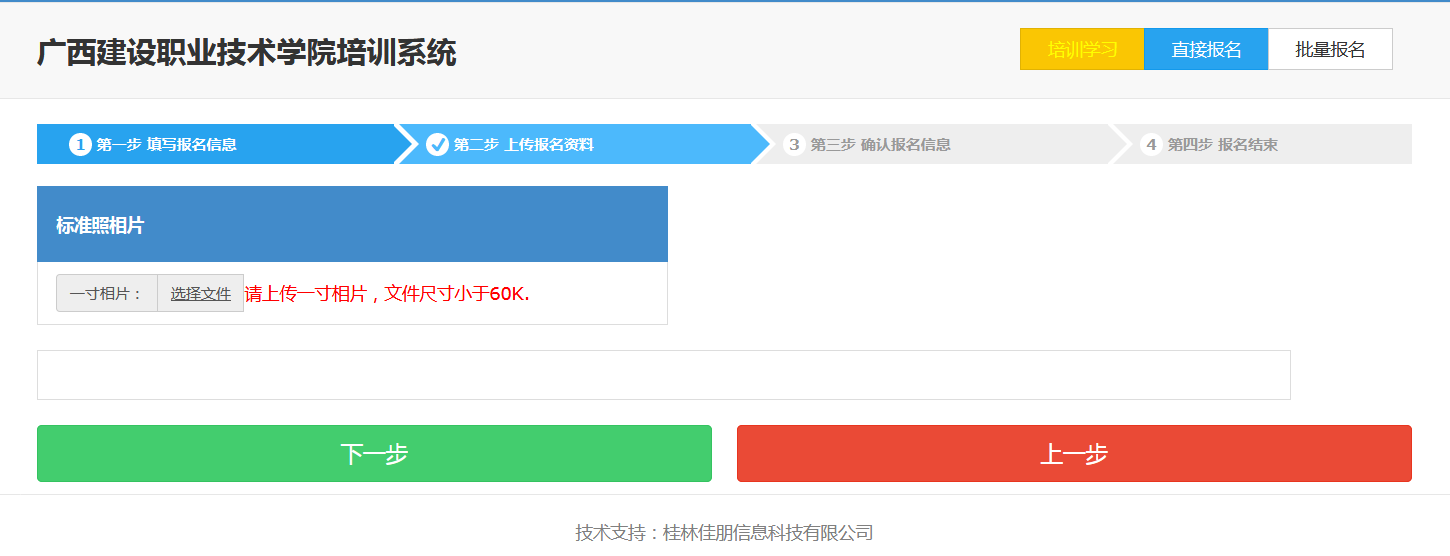 广西建设职业技术学院培训系统
培训学习 直接报名 批量报名
1 第一步 填写报名信息 第二步 上传报名资料 3 第三步 确认报名信息 4 第四步 报名结束
标准照相片
一寸相片： 选择文件 请上传一寸相片，文件尺寸小于60K.
下一步 上一步
技术支持：桂林佳朋信息科技有限公司